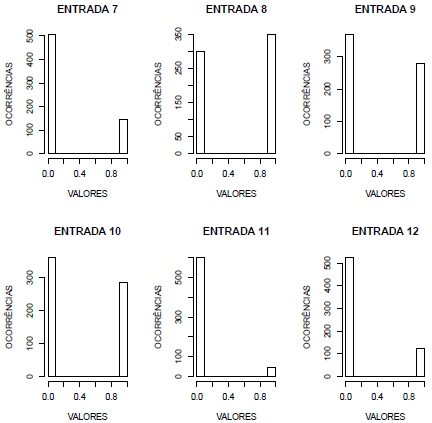 ENTRADA 7
OCORRÊNCIAS
0 100 200 300 400 500
0.0 0.4 0.8
VALORES
ENTRADA 8
OCORRÊNCIAS
0 50 150 250 350
0.0 0.4 0.8
VALORES
ENTRADA 9
OCORRÊNCIAS
0 100 300
0.0 0.4 0.8
VALORES
ENTRADA 10
OCORRÊNCIAS
0 100 200 300
0.0 0.4 0.8
VALORES
ENTRADA 11
OCORRÊNCIAS
0 100 300 500
0.0 0.4 0.8
VALORES
ENTRADA 12
OCORRÊNCIAS
0 100 200 300 400 500
0.0 0.4 0.8
VALORES